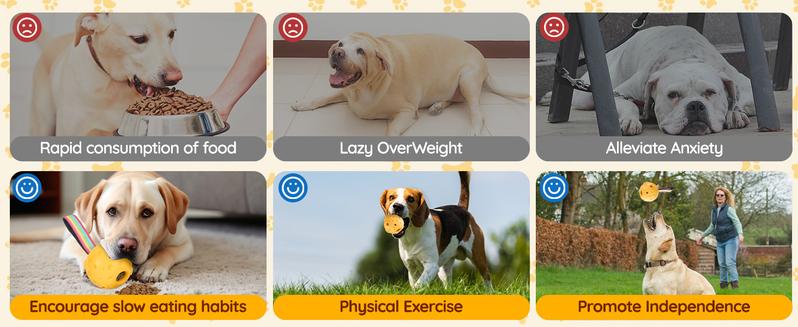 Rapid consumption of food
Lazy OverWeight
Alleviate Anxiety
Encourage slow eating habits
Physical Exercise
Promote Independence